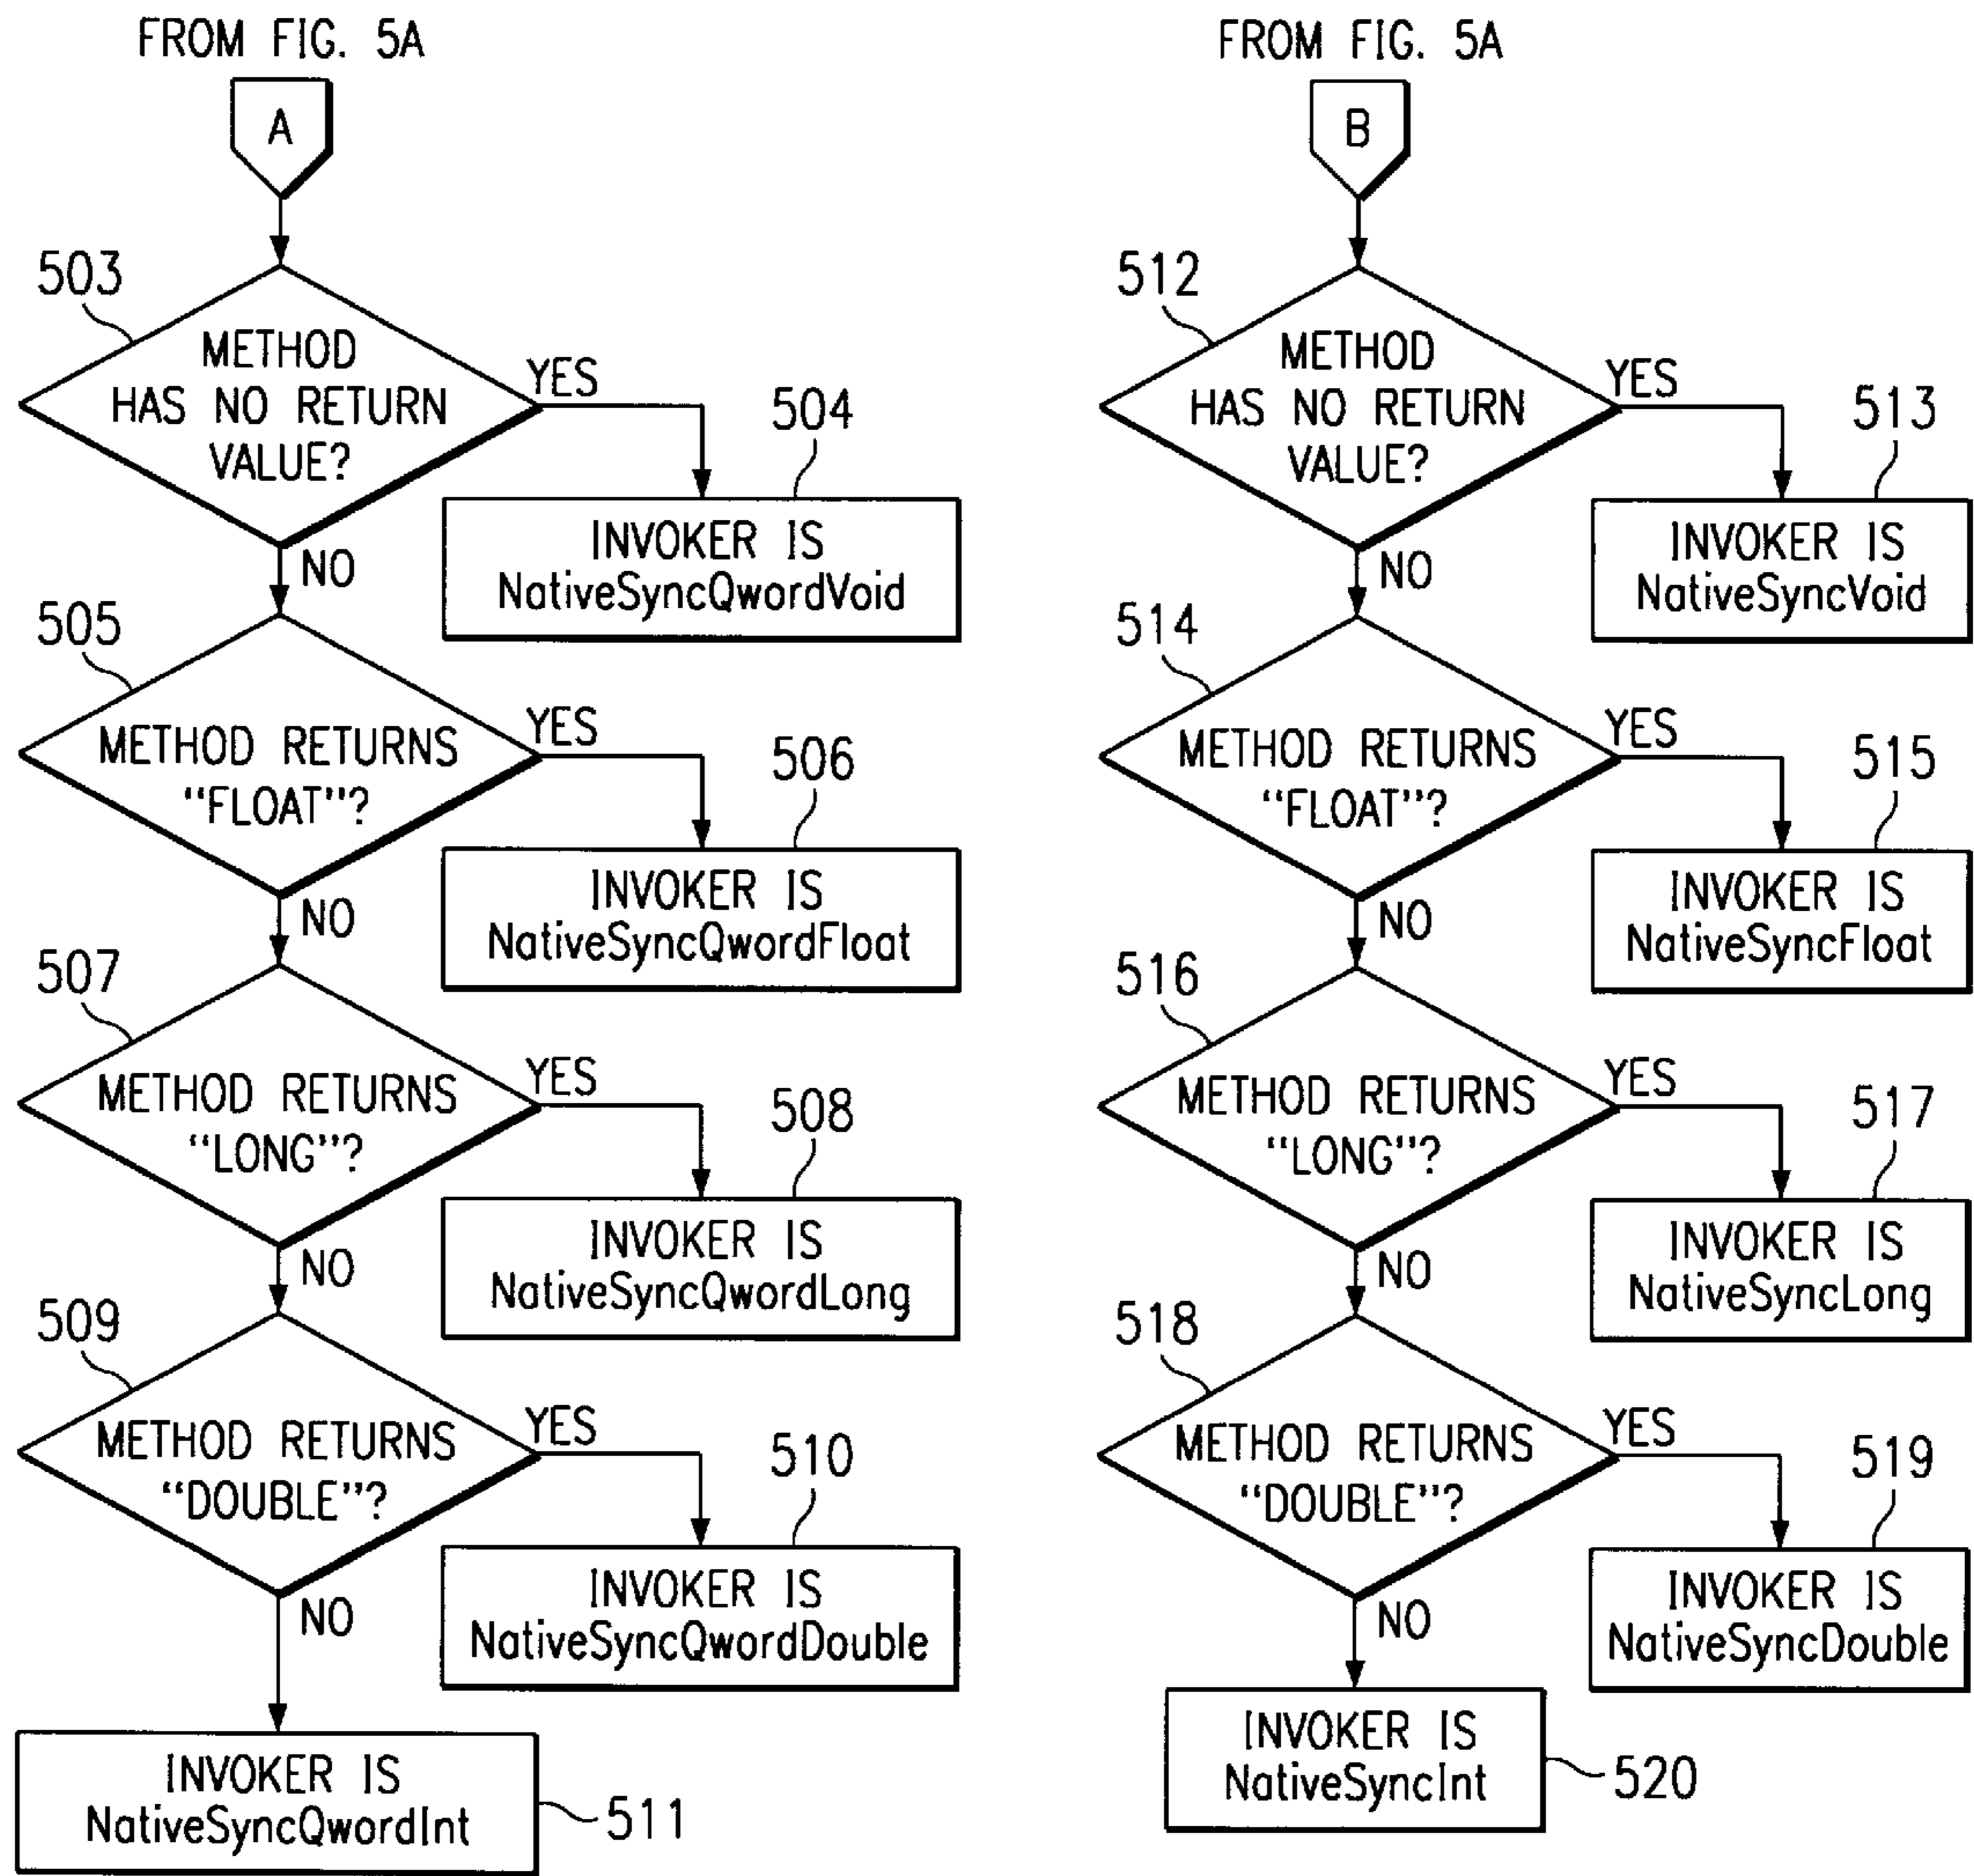 FROM FIG. 5A
A
503
METHOD
HAS NO RETURN
VALUE?
YES
504
INVOKER IS
NativeSyncQwordVoid
NO
505
METHOD RETURNS
“FLOAT”?
YES
506
INVOKER IS
NativeSyncQwordFloat
NO
507
METHOD RETURNS
“LONG”?
YES
508
INVOKER IS
NativeSyncQwordLong
NO
509
METHOD RETURNS
“DOUBLE”?
YES
510
INVOKER IS
NativeSyncQwordDouble
NO
INVOKER IS
NativeSyncQwordInt
511
FROM FIG. 5A
B
512
METHOD
HAS NO RETURN
VALUE?
YES
513
INVOKER IS
NativeSyncVoid
NO
514
METHOD RETURNS
“FLOAT”?
YES
515
INVOKER IS
NativeSyncFloat
NO
516
METHOD RETURNS
“LONG”?
YES
517
INVOKER IS
NativeSyncLong
NO
518
METHOD RETURNS
“DOUBLE”?
YES
519
INVOKER IS
NativeSyncDouble
NO
INVOKER IS
NativeSyncInt
520